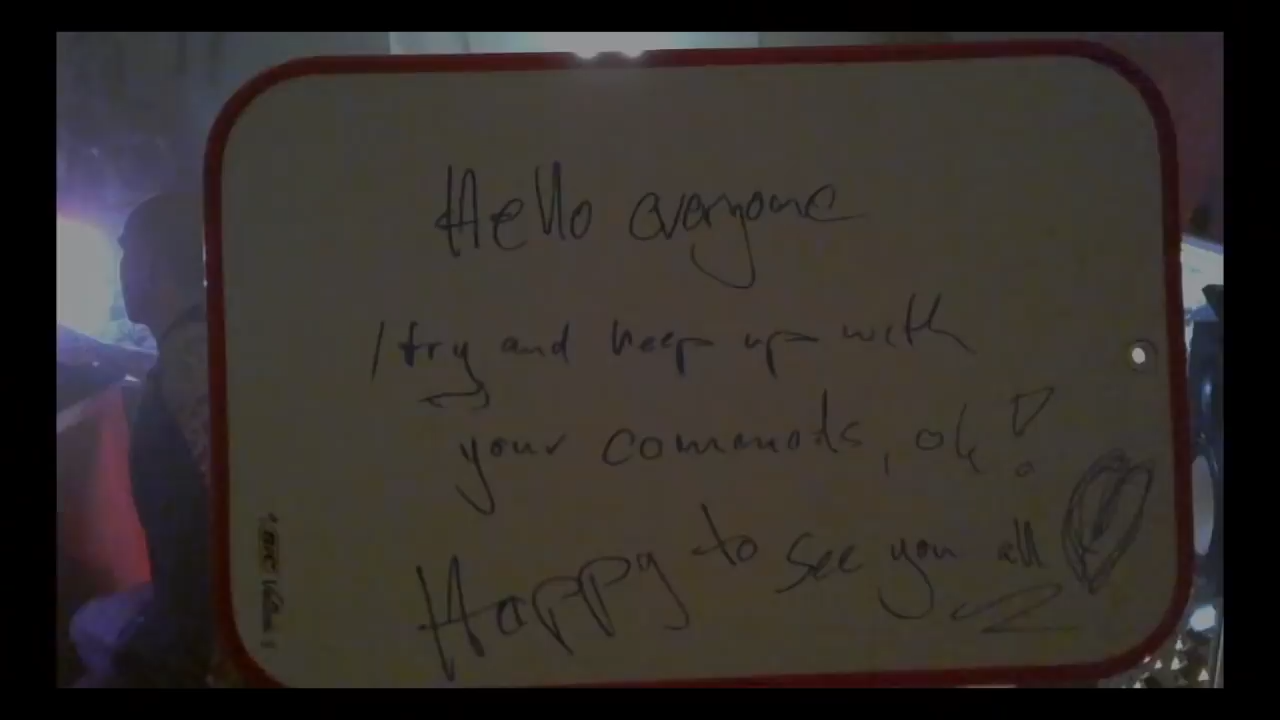 Hello everyone
I try and keep up with
your commands, ok!
Happy to see you all